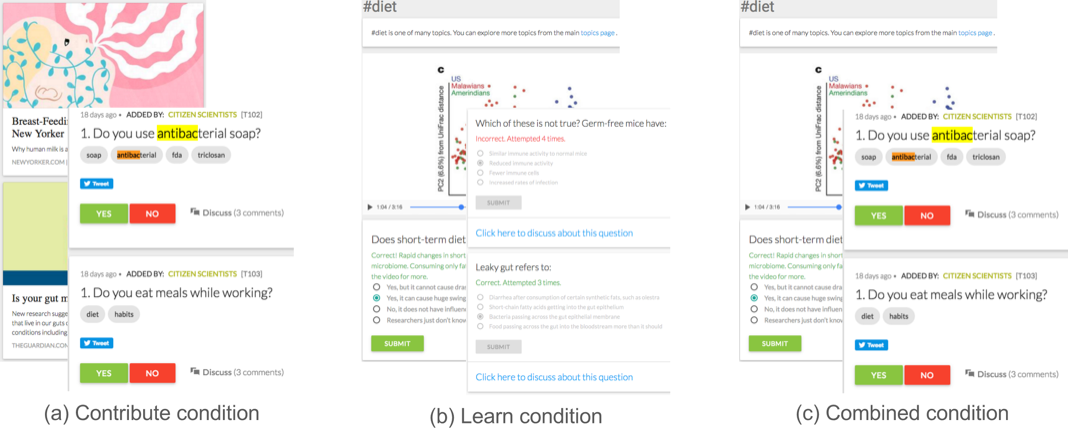 Breast-Feedi
New Yorker
Why human milk is a
NEWYORKER.COM |
Is your gut m
New research sugge
that live in our guts
conditions including
THEGUARDIAN.CON
18 days ago • ADDED BY: CITIZEN SCIENTISTS [T102]
1. Do you use antibacterial soap?
soap antibacterial fda triclosan
Tweet
YES NO Discuss (3 comments)
18 days ago • ADDED BY: CITIZEN SCIENTISTS [T103]
1. Do you eat meals while working?
diet habits
Tweet
YES NO Discuss (3 comments)
(a) Contribute condition
#diet
#diet is one of many topics. You can explore more topics from the main topics page .
c
US
Malawians
Amerindians
PC2 (6.6%) from UniFrac distance
1:04 / 3:16
Does short-term diet
Correct! Rapid changes in short
microbiome. Consuming only fa
the video for more.
Yes, but it cannot cause dra
Yes, it can cause huge swing
No, it does not have influen
Researchers just don't know
SUBMIT
Which of these is not true? Germ-free mice have:
Incorrect. Attempted 4 times.
Similar immune activity to normal mice
Reduced immune activity
Fewer immune cells
Increased rates of infection
SUBMIT
Click here to discuss about this question
Leaky gut refers to:
Correct. Attempted 3 times.
Diarrhea after consumption of certain synthetic fats, such as olestra
Short-chain fatty acids getting into the gut epithelium
Bacteria passing across the gut epithelial membrane
Food passing across the gut into the bloodstream more than it should
SUBMIT
Click here to discuss about this question
(b) Learn condition
#diet
#diet is one of many topics. You can explore more topics from the main topics page .
c
US
Malawians
Amerindians
PC2 (6.6%) from UniFrac distance
1:04 / 3:16
Does short-term diet
Correct! Rapid changes in shor
microbiome. Consuming only fa
the video for more.
Yes, but it cannot cause dra
Yes, it can cause huge swing
No, it does not have influen
Researchers just don't know
SUBMIT
18 days ago • ADDED BY: CITIZEN SCIENTISTS [T102]
1. Do you use antibacterial soap?
soap antibacterial fda triclosan
Tweet
YES NO Discuss (3 comments)
18 days ago • ADDED BY: CITIZEN SCIENTISTS [T103]
1. Do you eat meals while working?
diet habits
Tweet
YES NO Discuss (3 comments)
(c) Combined condition